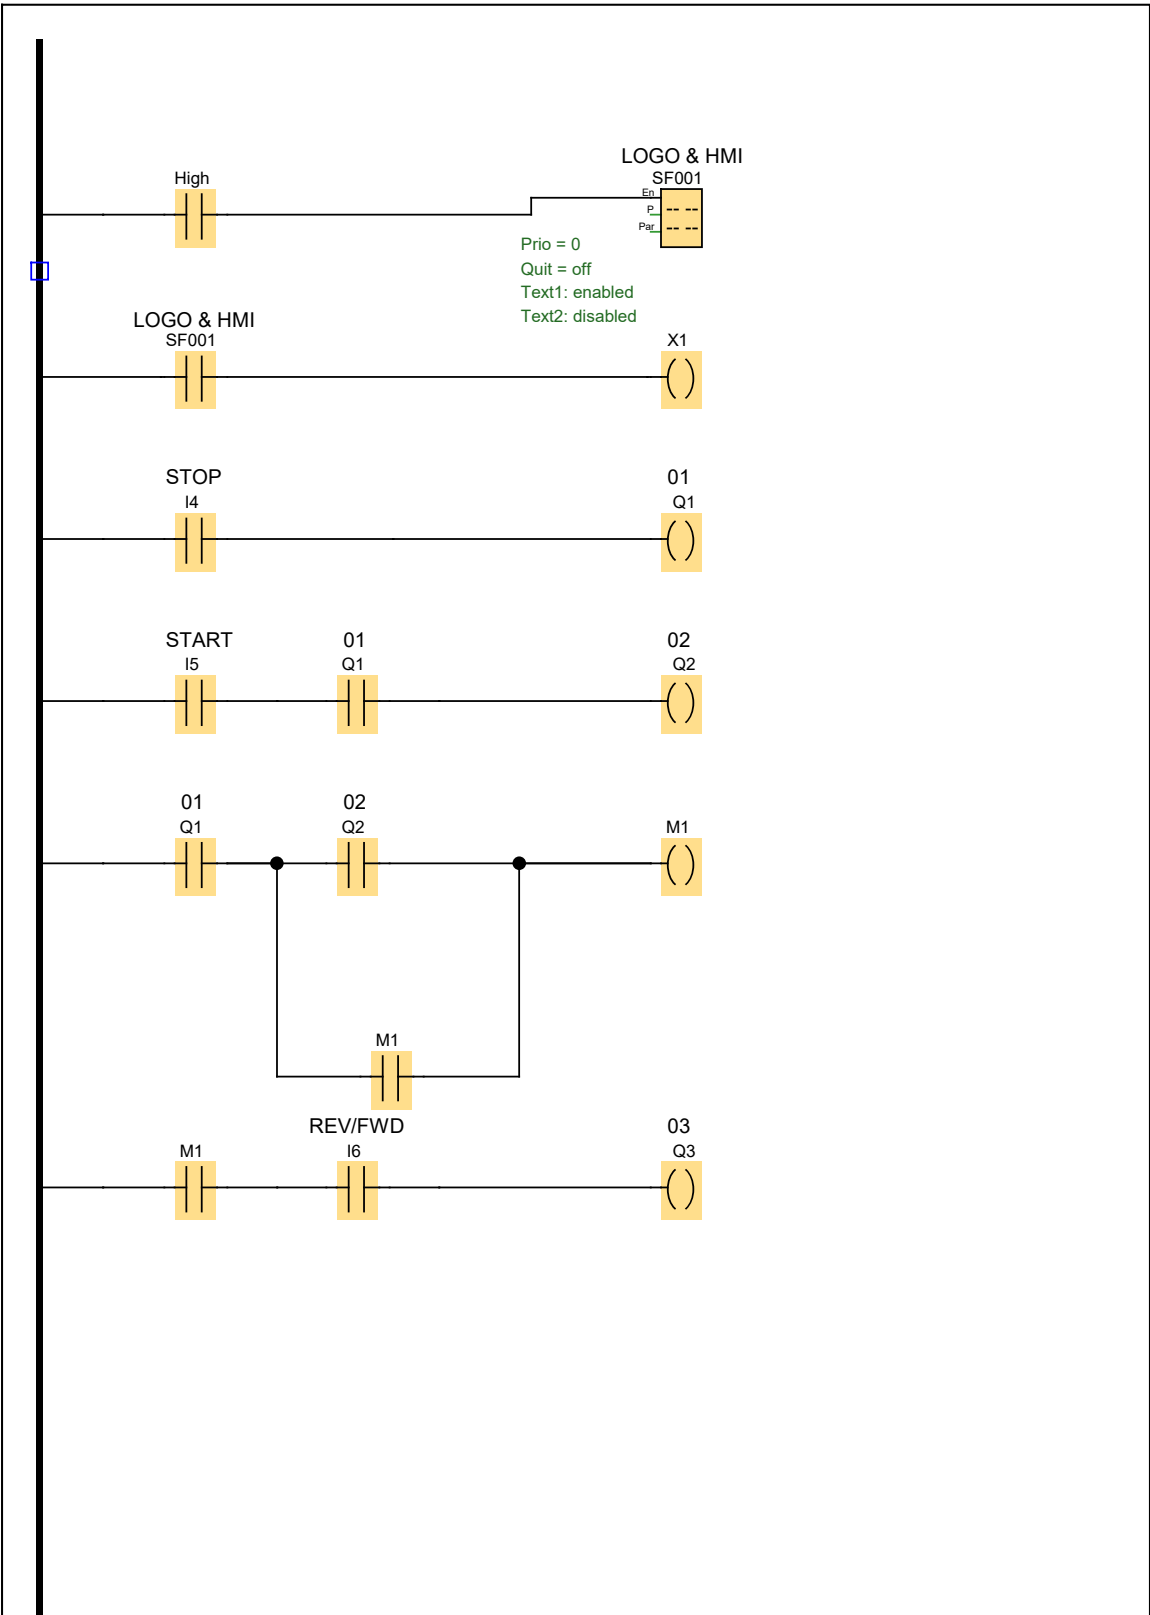 LOGO & HMI
High
SF001
En
P
Par
Prio = 0
Quit = off
Text1: enabled
Text2: disabled
LOGO & HMI
SF001
X1
STOP
01
I4
Q1
START
01
02
I5
Q1
Q2
01
02
Q1
Q2
M1
M1
REV/FWD
03
M1
I6
Q3